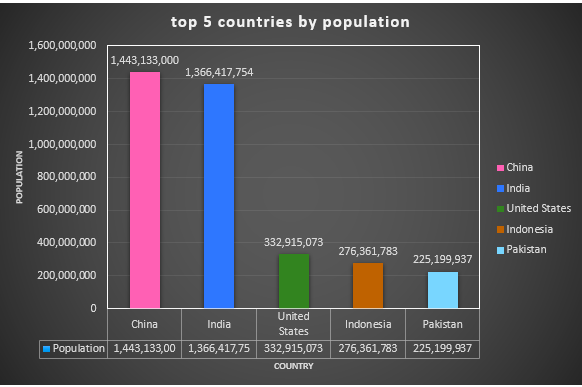 top 5 countries by population
1,600,000,000
1,400,000,000
1,200,000,000
1,000,000,000
800,000,000
600,000,000
400,000,000
200,000,000
0
POPULATION
1,443,133,000
1,366,417,754
332,915,073
276,361,783
225,199,937
China
India
United States
Indonesia
Pakistan
China India United States Indonesia Pakistan
Population 1,443,133,00 1,366,417,75 332,915,073 276,361,783 225,199,937
COUNTRY